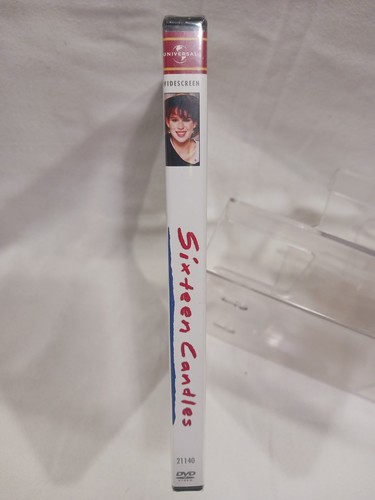 UNIVERSAL
WIDESCREEN
Sixteen Candles
21140
DVD